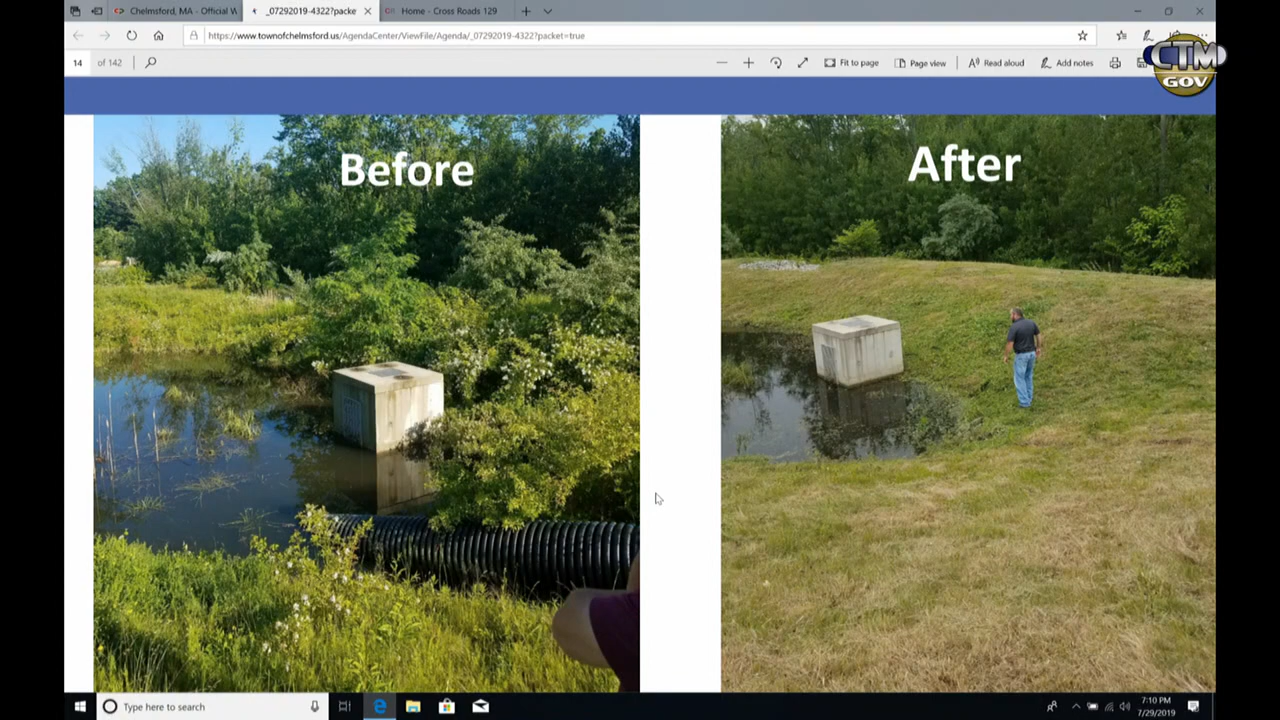 Chelmsford, MA - Official W
_07292019-4322?packe
Home - Cross Roads 129
https://www.townofchelmsford.us/AgendaCenter/ViewFile/Agenda/_07292019-4322?packet=true
14 of 142
Fit to page
Page view
Read aloud
Add notes
CTM
GOV
Before
After
Type here to search
7:10 PM
7/29/2019